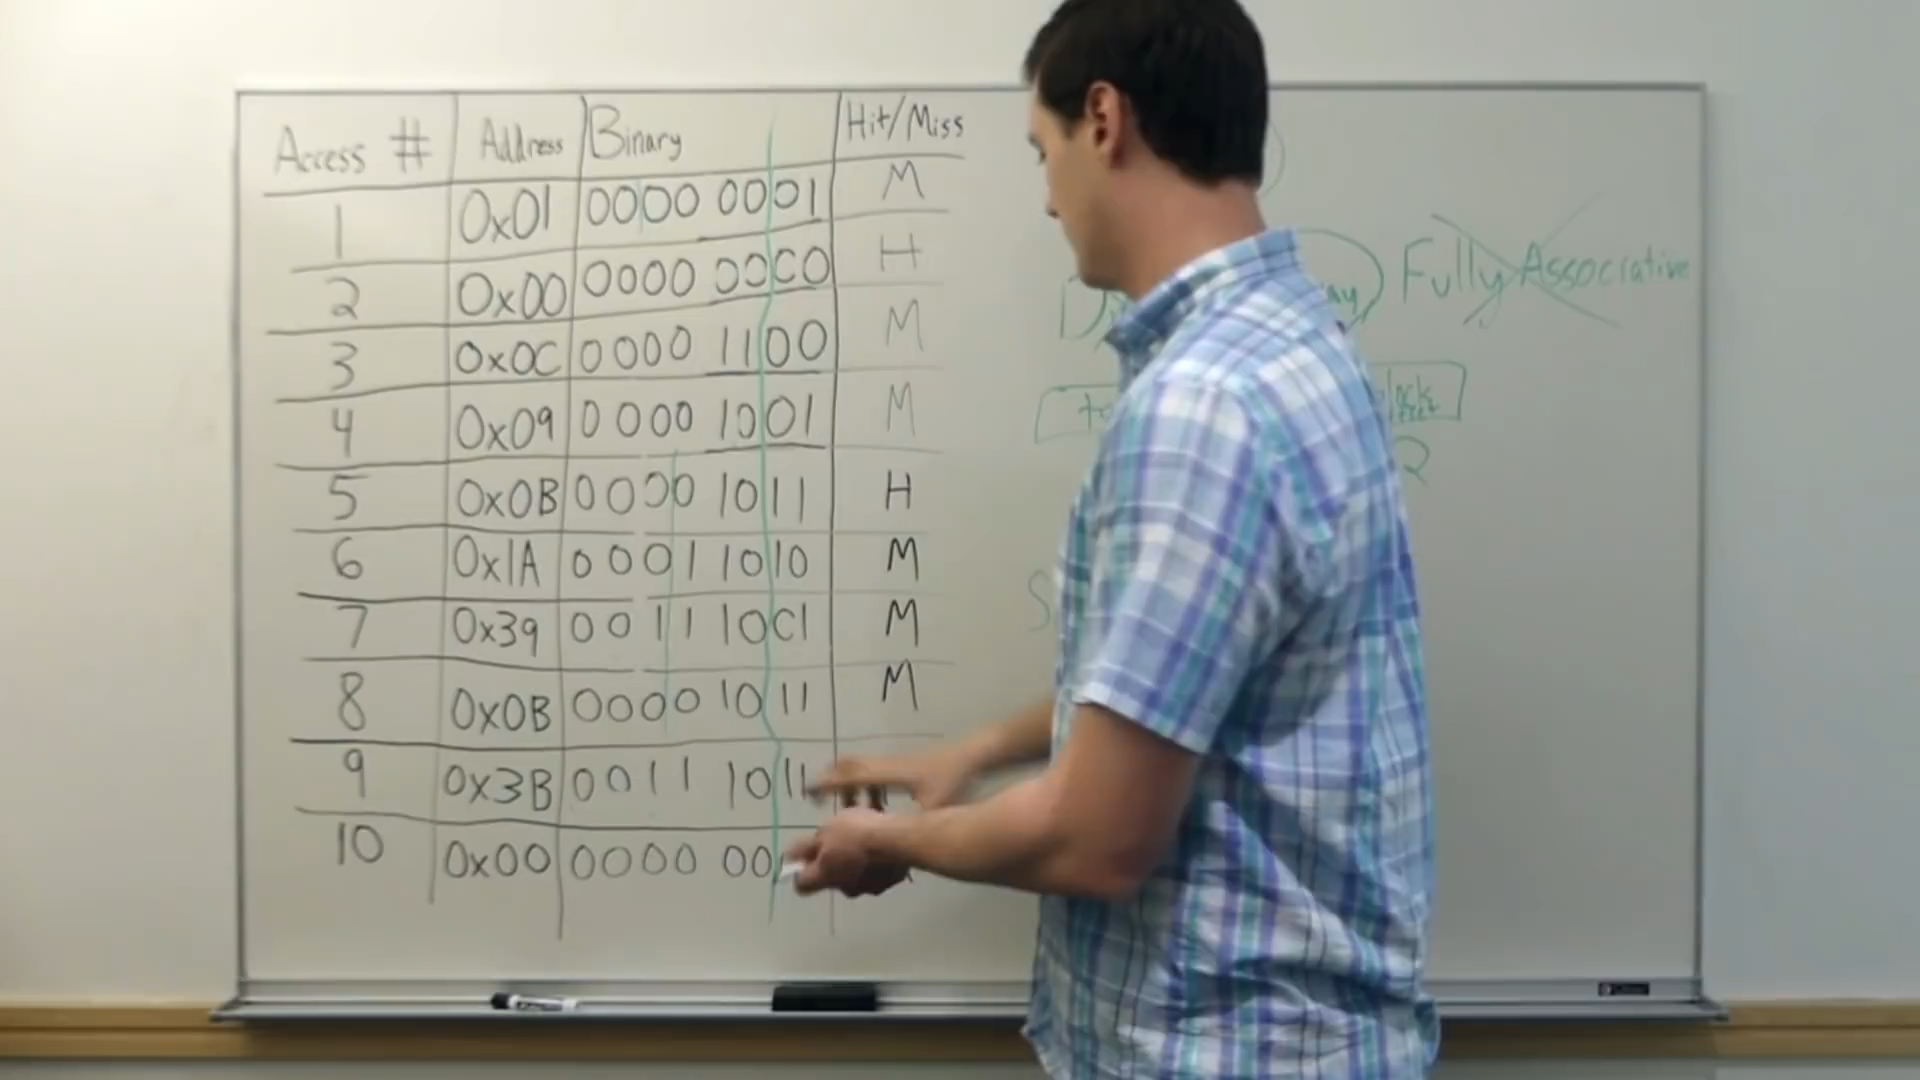 Access # Address Binary Hit/Miss
1 0x01 0000 0001 M
2 0x00 0000 0000 H
3 0x0C 0000 1100 M
4 0x09 0000 1001 M
5 0x0B 0000 1011 H
6 0x1A 0001 1010 M
7 0x39 0011 1001 M
8 0x0B 0000 1011 M
9 0x3B 0011 1011
10 0x00 0000 00
Fully Associative
2